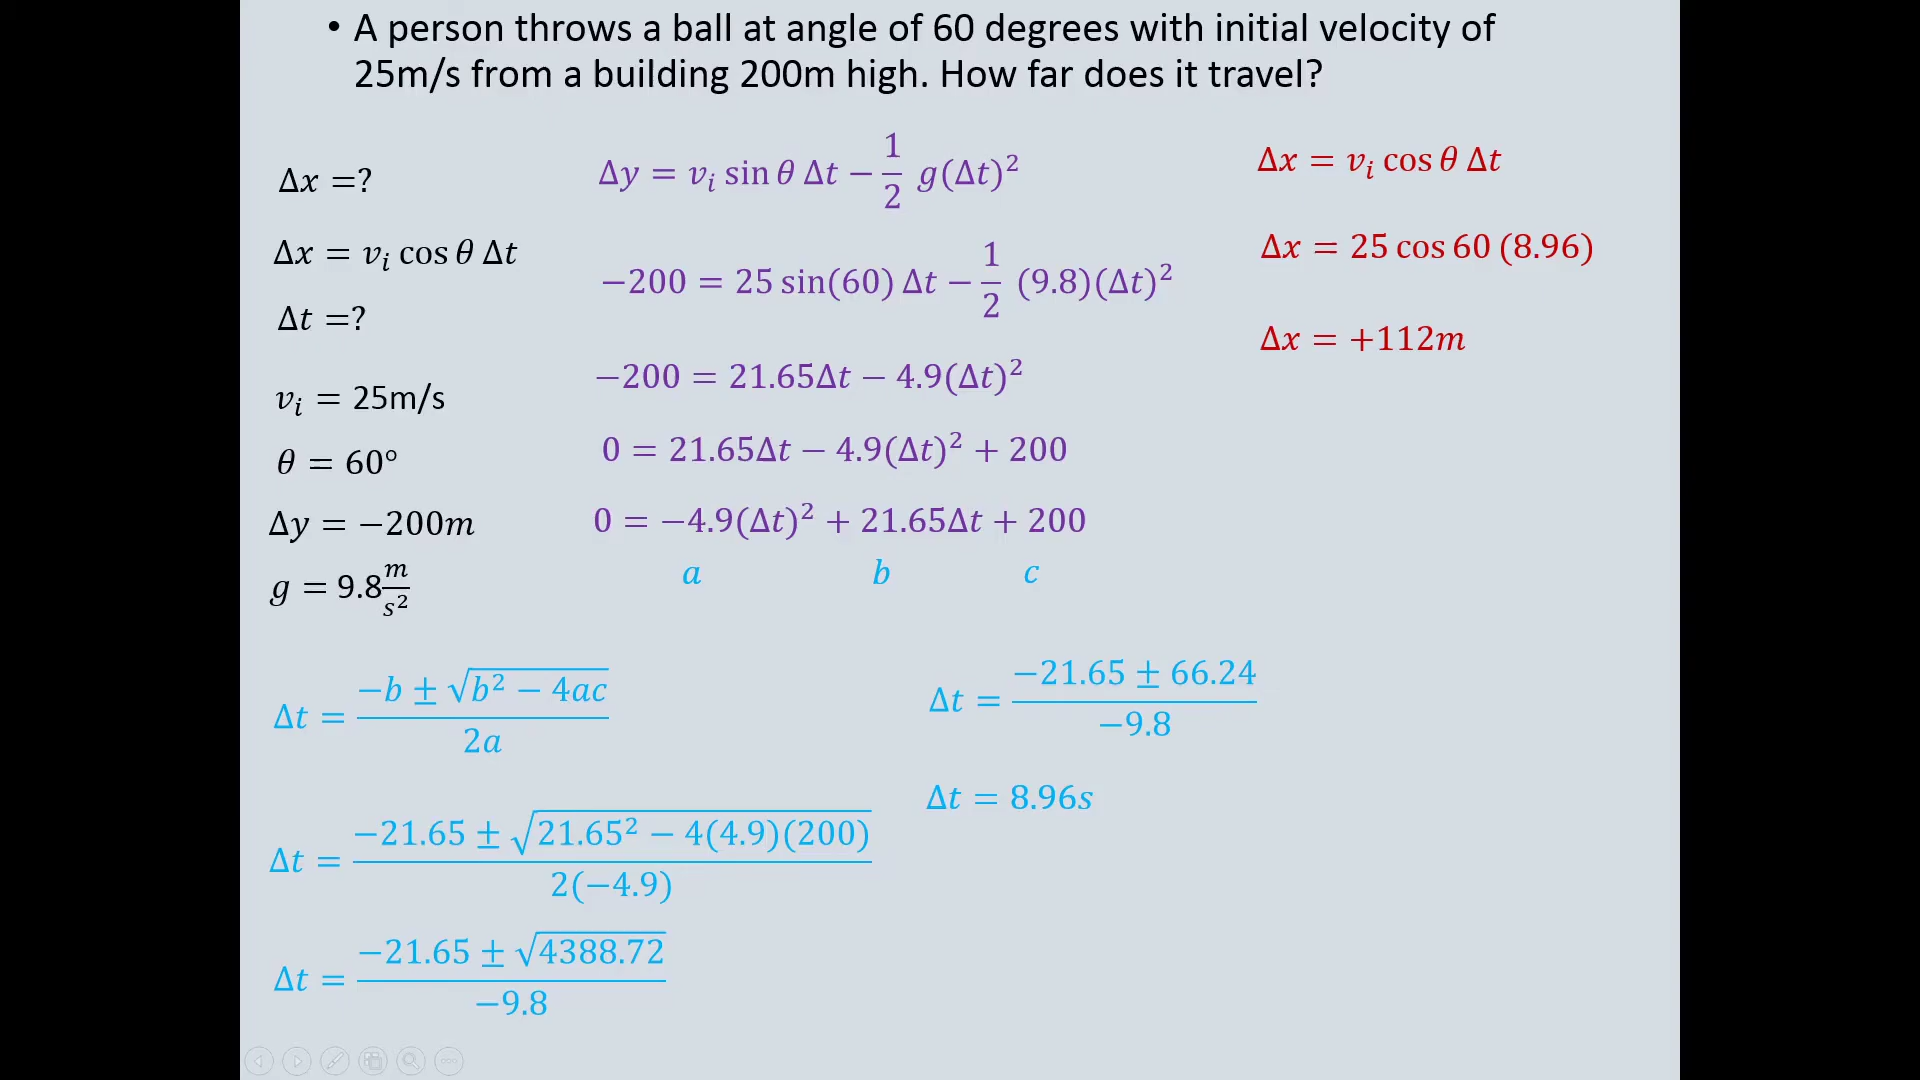 • A person throws a ball at angle of 60 degrees with initial velocity of
25m/s from a building 200m high. How far does it travel?
Δx =?
Δx = vᵢ cos θ Δt
Δt =?
vᵢ = 25m/s
θ = 60°
Δy = −200m
g = 9.8 m/s²
Δy = vᵢ sin θ Δt − 1/2 g(Δt)²
−200 = 25 sin(60) Δt − 1/2 (9.8)(Δt)²
−200 = 21.65Δt − 4.9(Δt)²
0 = 21.65Δt − 4.9(Δt)² + 200
0 = −4.9(Δt)² + 21.65Δt + 200
a b c
Δx = vᵢ cos θ Δt
Δx = 25 cos 60 (8.96)
Δx = +112m
Δt = (−b ± √(b² − 4ac)) / 2a
Δt = (−21.65 ± √(21.65² − 4(4.9)(200))) / 2(−4.9)
Δt = (−21.65 ± √4388.72) / −9.8
Δt = (−21.65 ± 66.24) / −9.8
Δt = 8.96s